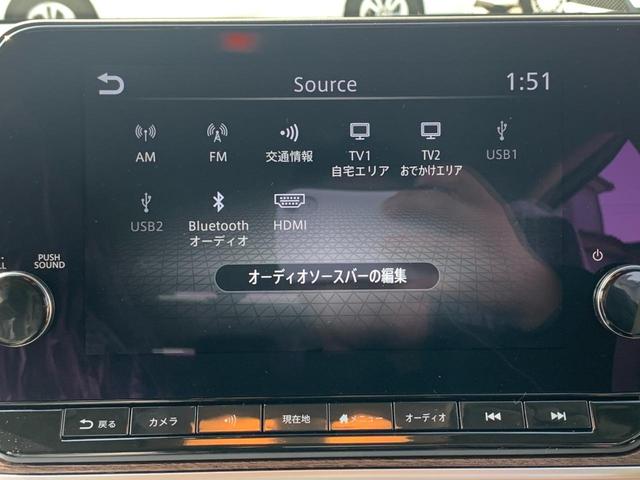 Source
1:51
AM
FM
交通情報
TV1
自宅エリア
TV2
おでかけエリア
USB1
USB2
Bluetooth
オーディオ
HDMI
オーディオソースバーの編集
PUSH
SOUND
戻る
カメラ
現在地
メニュー
オーディオ